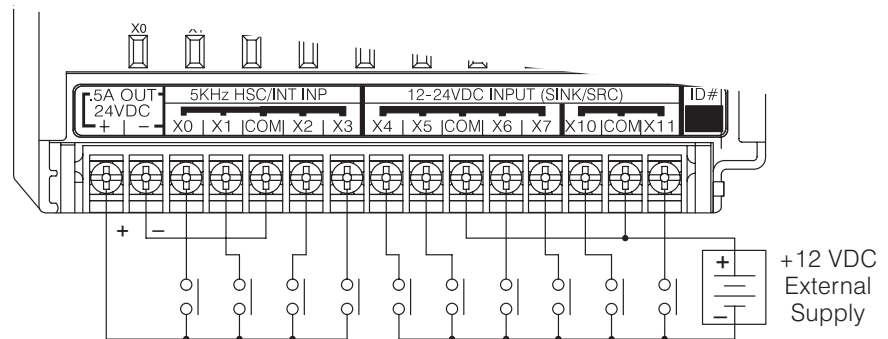 X0
X1
.5A OUT
24VDC
+ | −
5KHz HSC/INT INP
X0 | X1 |COM| X2 | X3
12-24VDC INPUT (SINK/SRC)
X4 | X5 |COM| X6 | X7
X10|COM|X11
ID#
+ −
+
−
+12 VDC
External
Supply